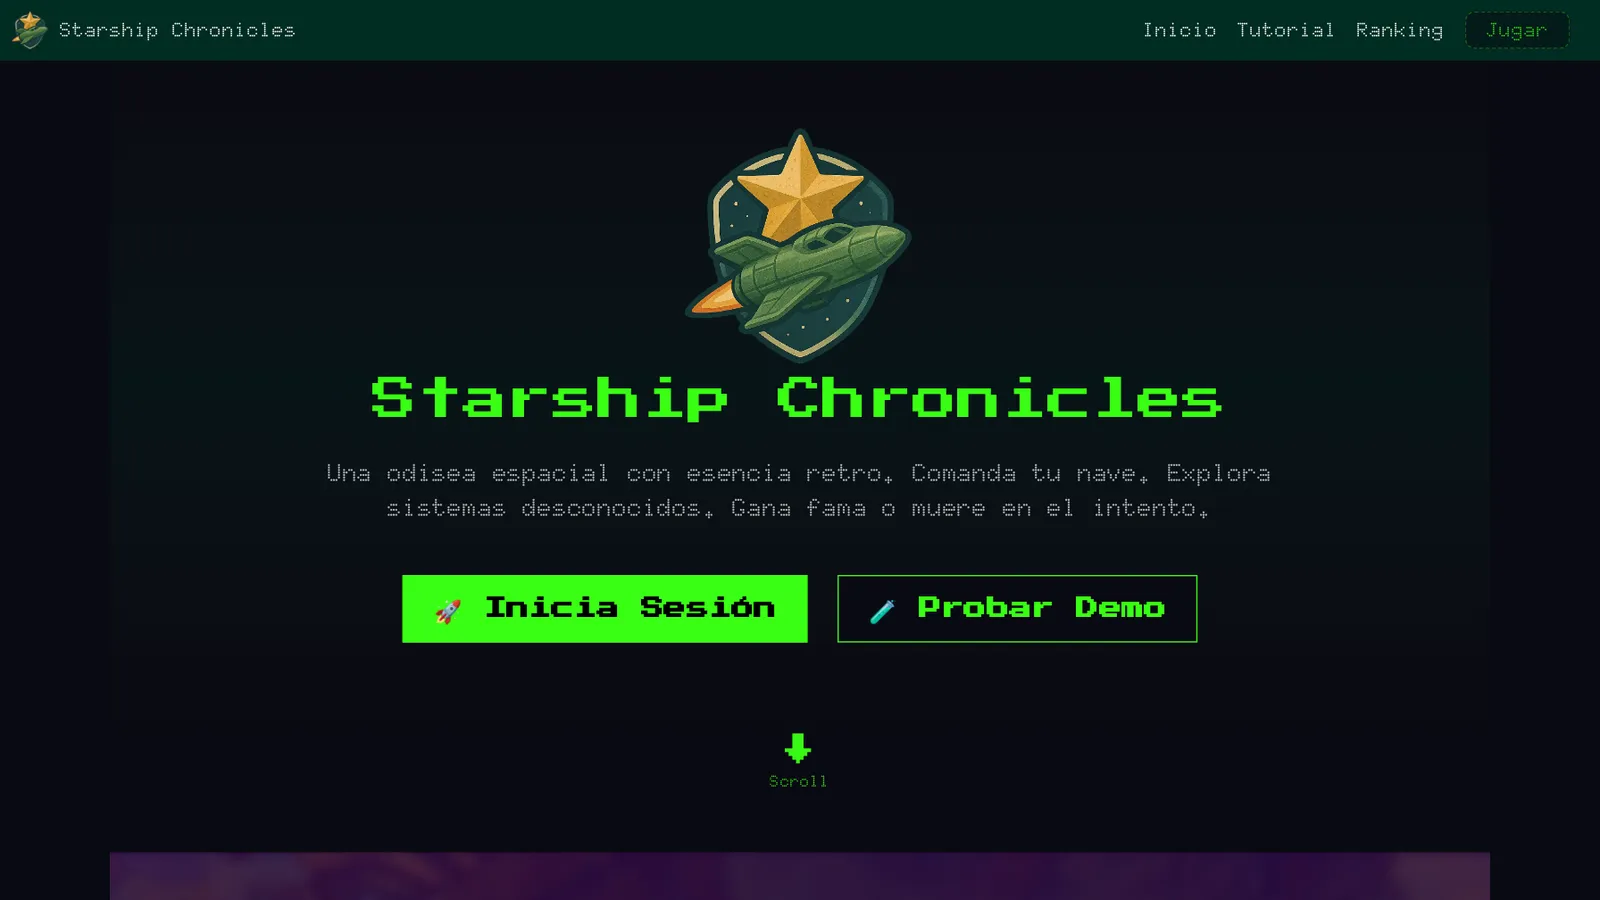 Starship Chronicles
Inicio Tutorial Ranking Jugar
Starship Chronicles
Una odisea espacial con esencia retro. Comanda tu nave. Explora
sistemas desconocidos. Gana fama o muere en el intento.
🚀 Inicia Sesión
🧪 Probar Demo
Scroll